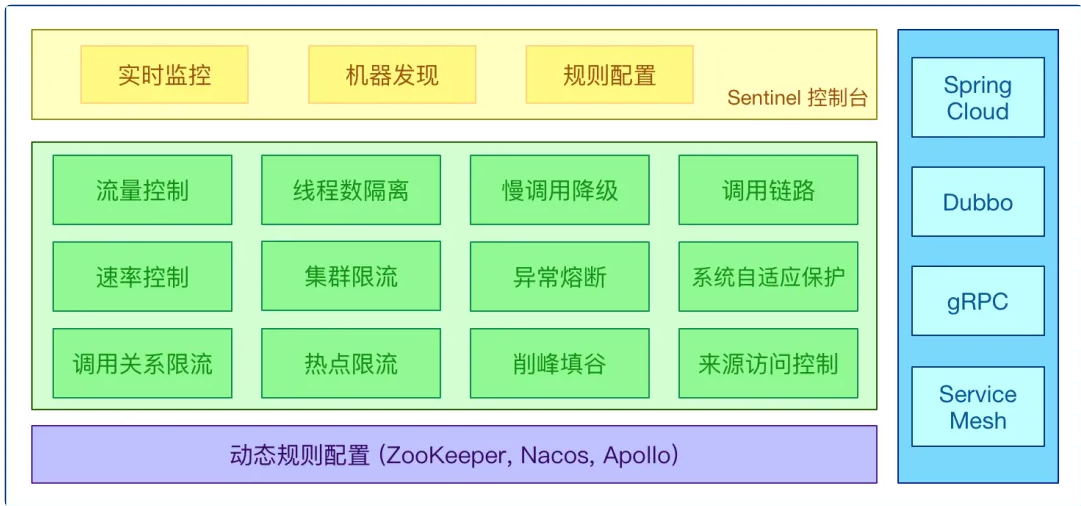 实时监控
机器发现
规则配置
Sentinel 控制台
流量控制
线程数隔离
慢调用降级
调用链路
速率控制
集群限流
异常熔断
系统自适应保护
调用关系限流
热点限流
削峰填谷
来源访问控制
动态规则配置 (ZooKeeper, Nacos, Apollo)
Spring
Cloud
Dubbo
gRPC
Service
Mesh